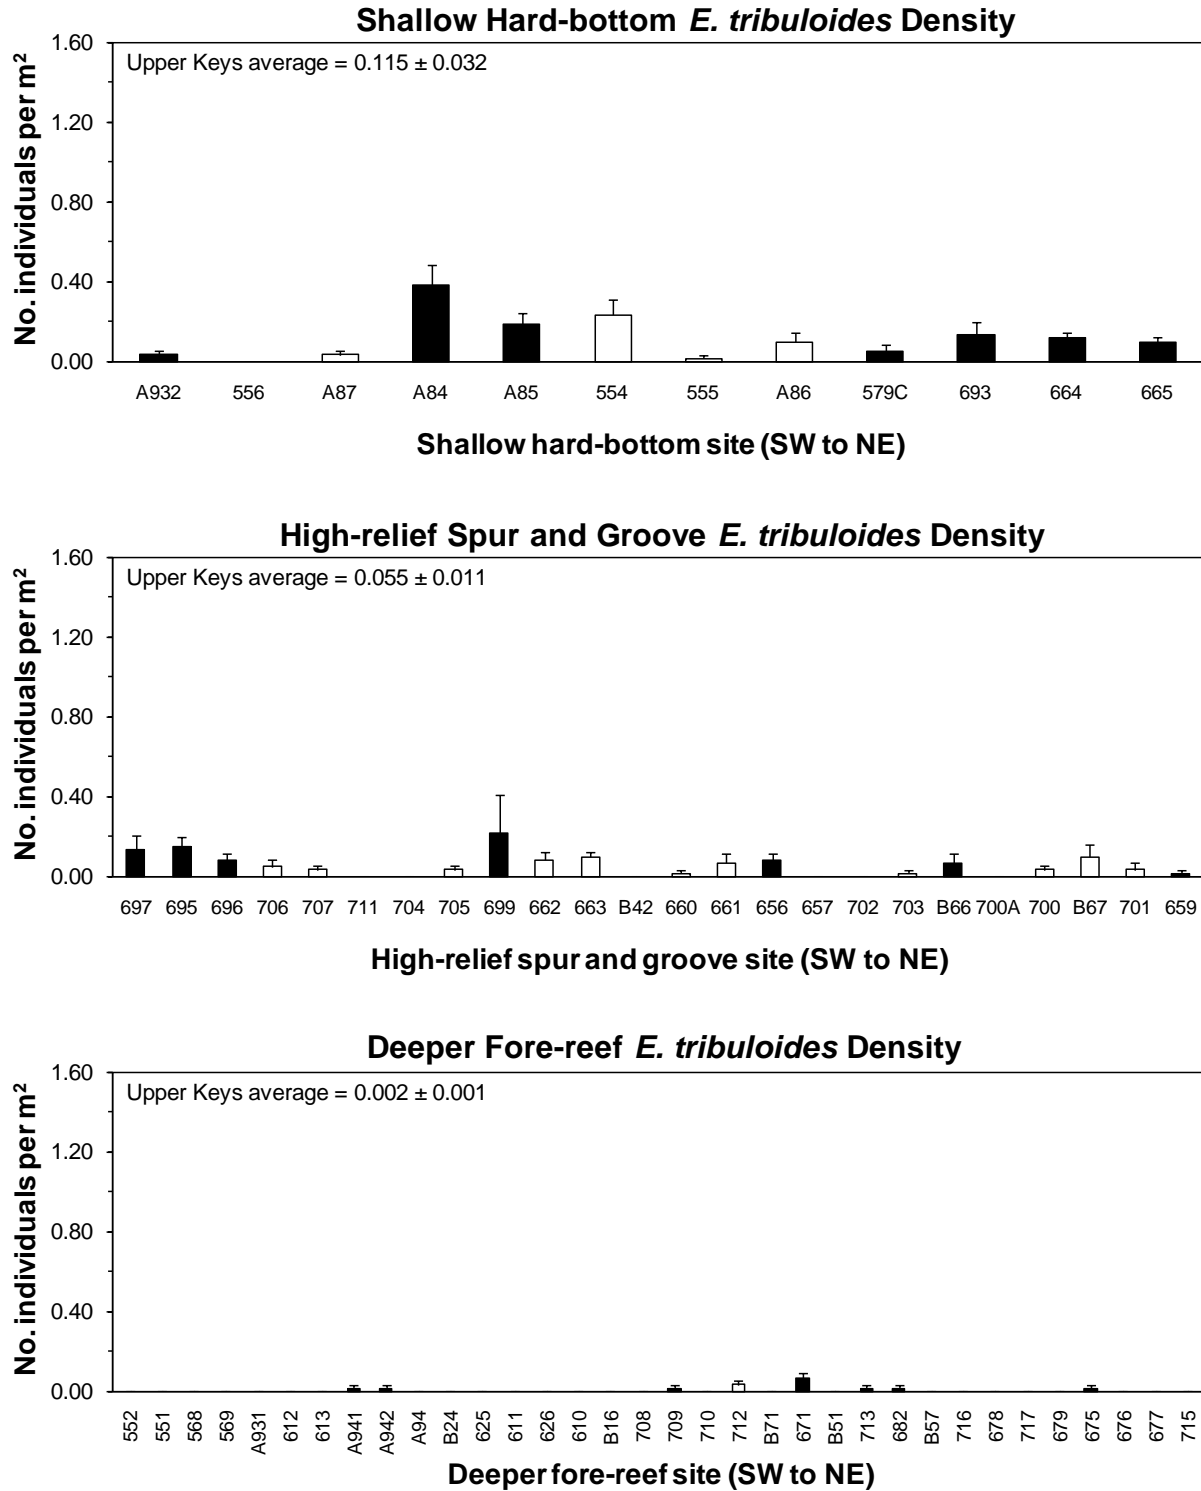 Shallow Hard-bottom E. tribuloides Density
No. individuals per m²
1.60
1.20
0.80
0.40
0.00
Upper Keys average = 0.115 ± 0.032
A932 556 A87 A84 A85 554 555 A86 579C 693 664 665
Shallow hard-bottom site (SW to NE)
High-relief Spur and Groove E. tribuloides Density
No. individuals per m²
1.60
1.20
0.80
0.40
0.00
Upper Keys average = 0.055 ± 0.011
697 695 696 706 707 711 704 705 699 662 663 B42 660 661 656 657 702 703 B66 700A 700 B67 701 659
High-relief spur and groove site (SW to NE)
Deeper Fore-reef E. tribuloides Density
No. individuals per m²
1.60
1.20
0.80
0.40
0.00
Upper Keys average = 0.002 ± 0.001
552 551 568 569 A931 612 613 A941 A942 A94 B24 625 611 626 610 B16 708 709 710 712 B71 671 B51 713 682 B57 716 678 717 679 675 676 677 715
Deeper fore-reef site (SW to NE)